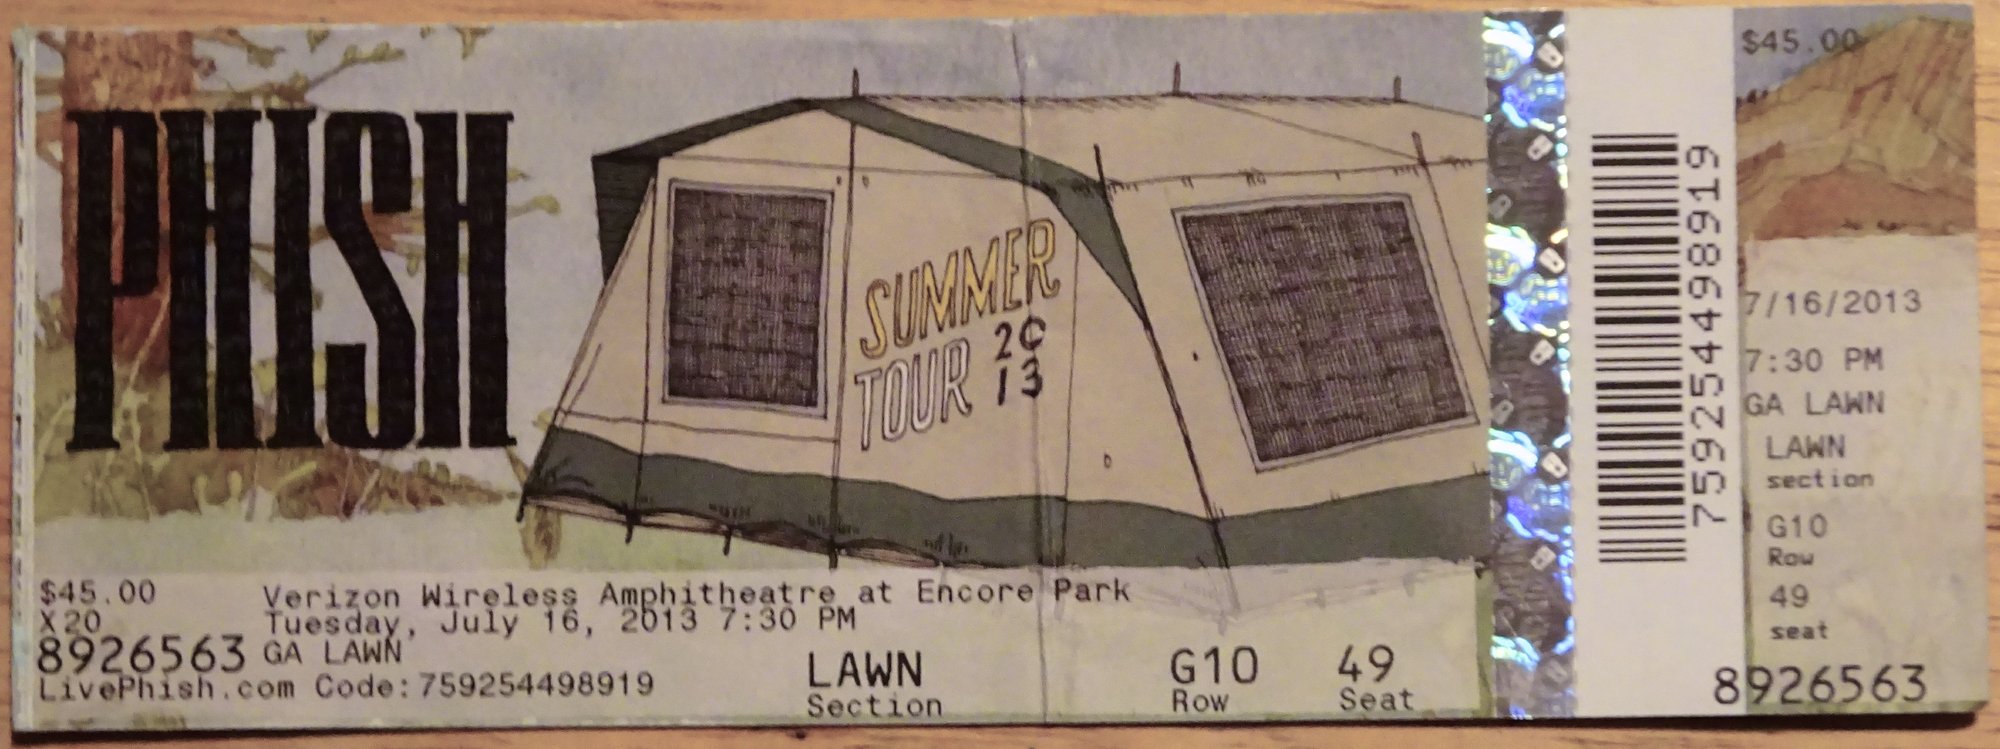 PHISH
SUMMER
TOUR
20
13
$45.00
Verizon Wireless Amphitheatre at Encore Park
X20
Tuesday, July 16, 2013 7:30 PM
8926563
GA LAWN
LivePhish.com Code:759254498919
LAWN
Section
G10
Row
49
Seat
759254498919
$45.00
7/16/2013
7:30 PM
GA LAWN
LAWN
section
G10
Row
49
seat
8926563